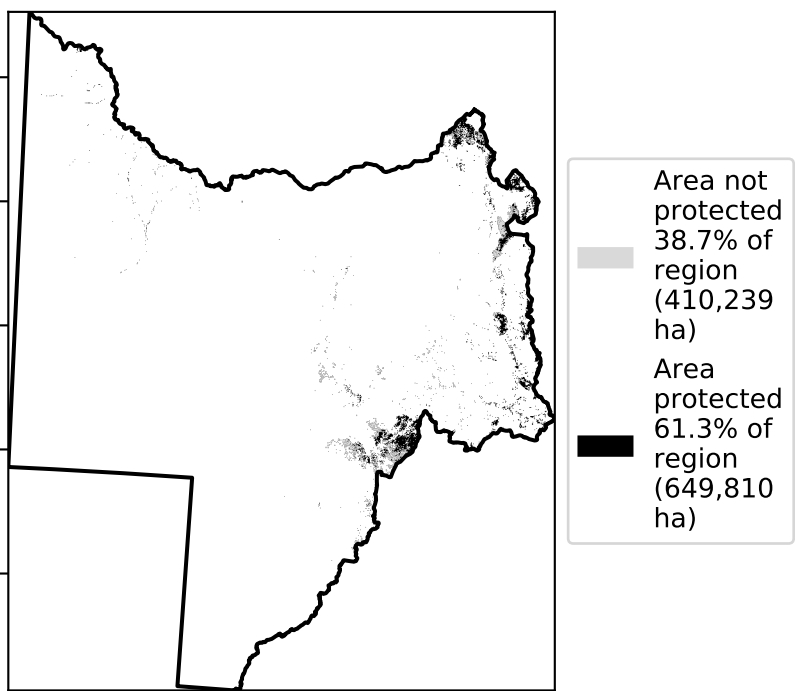 Area not
protected
38.7% of
region
(410,239
ha)
Area
protected
61.3% of
region
(649,810
ha)